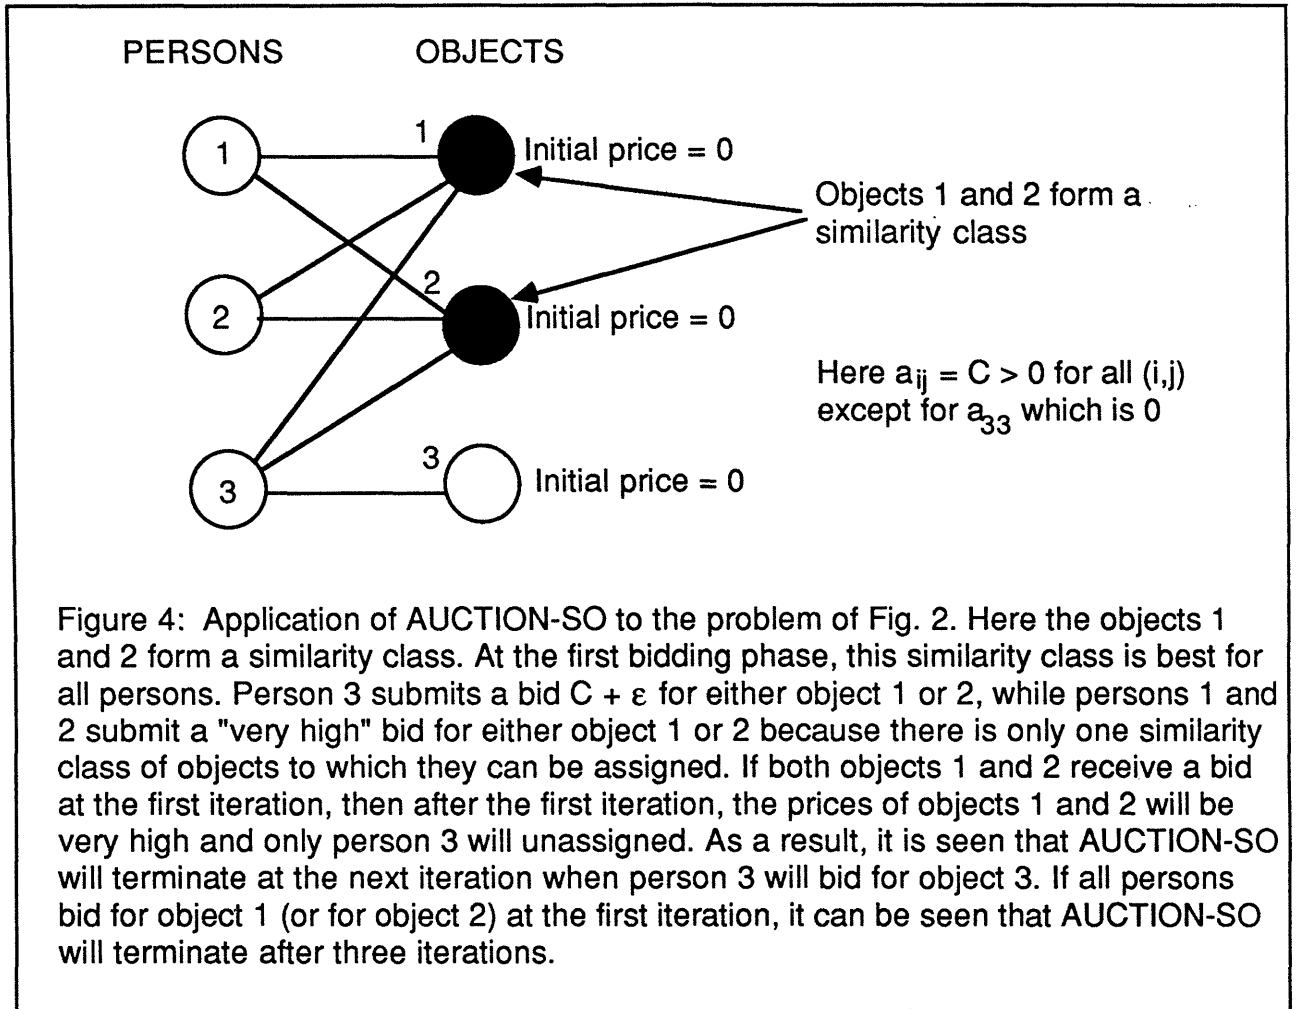 PERSONS OBJECTS
1 1 Initial price = 0
Objects 1 and 2 form a
similarity class
2 2 Initial price = 0
Here aij = C > 0 for all (i,j)
except for a33 which is 0
3 3 Initial price = 0
Figure 4: Application of AUCTION-SO to the problem of Fig. 2. Here the objects 1
and 2 form a similarity class. At the first bidding phase, this similarity class is best for
all persons. Person 3 submits a bid C + ε for either object 1 or 2, while persons 1 and
2 submit a "very high" bid for either object 1 or 2 because there is only one similarity
class of objects to which they can be assigned. If both objects 1 and 2 receive a bid
at the first iteration, then after the first iteration, the prices of objects 1 and 2 will be
very high and only person 3 will unassigned. As a result, it is seen that AUCTION-SO
will terminate at the next iteration when person 3 will bid for object 3. If all persons
bid for object 1 (or for object 2) at the first iteration, it can be seen that AUCTION-SO
will terminate after three iterations.